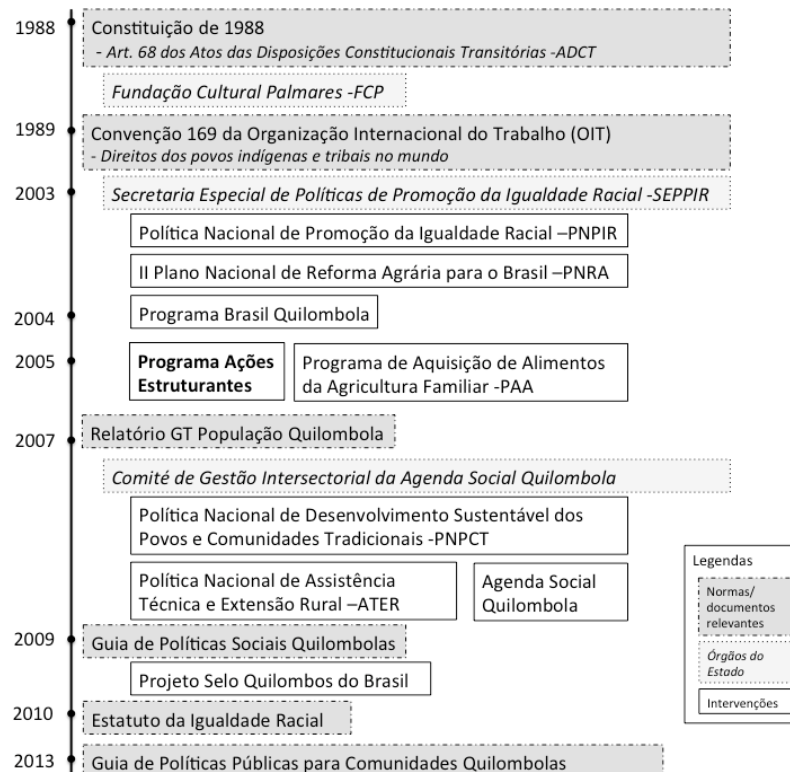 1988
Constituição de 1988
- Art. 68 dos Atos das Disposições Constitucionais Transitórias -ADCT
Fundação Cultural Palmares -FCP
1989
Convenção 169 da Organização Internacional do Trabalho (OIT)
- Direitos dos povos indígenas e tribais no mundo
2003
Secretaria Especial de Políticas de Promoção da Igualdade Racial -SEPPIR
Política Nacional de Promoção da Igualdade Racial –PNPIR
II Plano Nacional de Reforma Agrária para o Brasil –PNRA
2004
Programa Brasil Quilombola
2005
Programa Ações
Estruturantes
Programa de Aquisição de Alimentos
da Agricultura Familiar -PAA
2007
Relatório GT População Quilombola
Comité de Gestão Intersectorial da Agenda Social Quilombola
Política Nacional de Desenvolvimento Sustentável dos
Povos e Comunidades Tradicionais -PNPCT
Política Nacional de Assistência
Técnica e Extensão Rural –ATER
Agenda Social
Quilombola
2009
Guia de Políticas Sociais Quilombolas
Projeto Selo Quilombos do Brasil
2010
Estatuto da Igualdade Racial
2013
Guia de Políticas Públicas para Comunidades Quilombolas
Legendas
Normas/
documentos
relevantes
Órgãos do
Estado
Intervenções